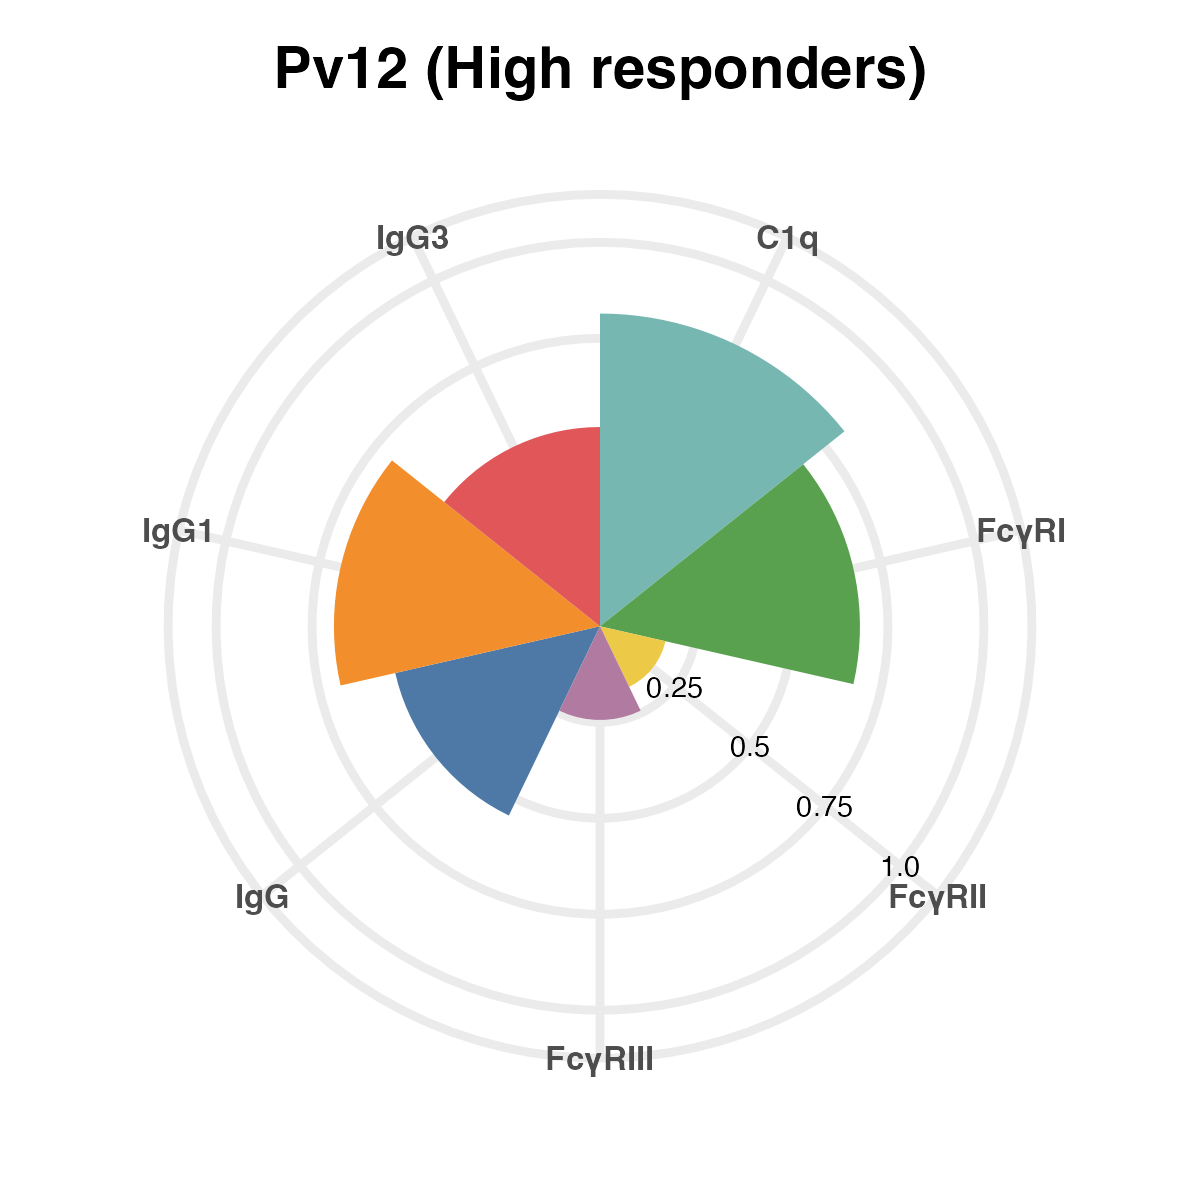 Pv12 (High responders)
IgG3
C1q
IgG1
FcγRI
0.25
0.5
0.75
1.0
IgG
FcγRII
FcγRIII